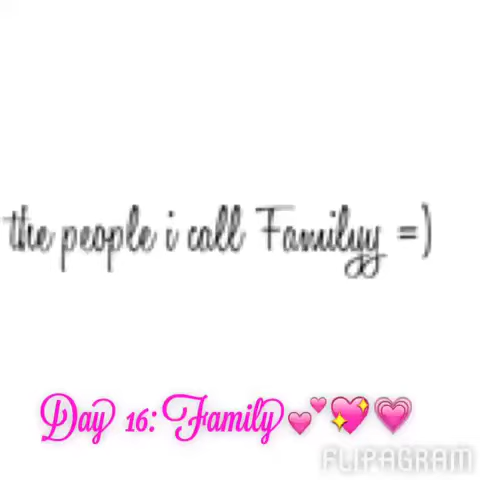 the people i call Familyy =)
Day 16: Family💕💖💗
FLIPAGRAM